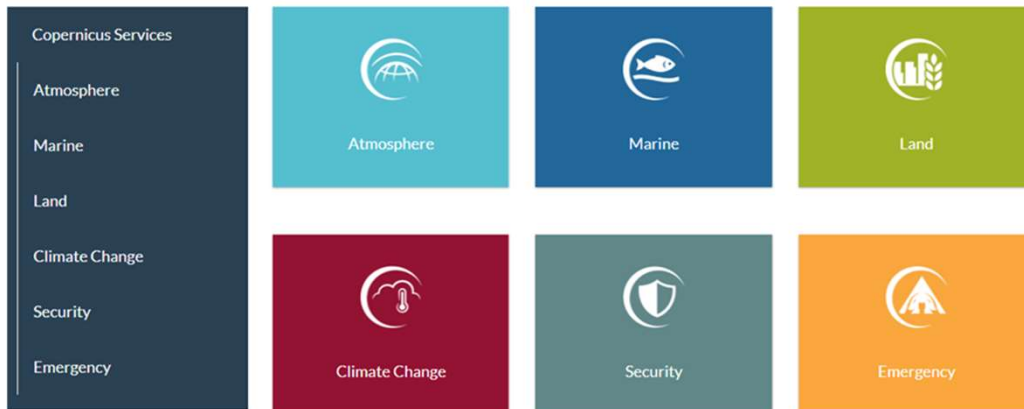 Copernicus Services
Atmosphere
Marine
Land
Climate Change
Security
Emergency
Atmosphere
Marine
Land
Climate Change
Security
Emergency